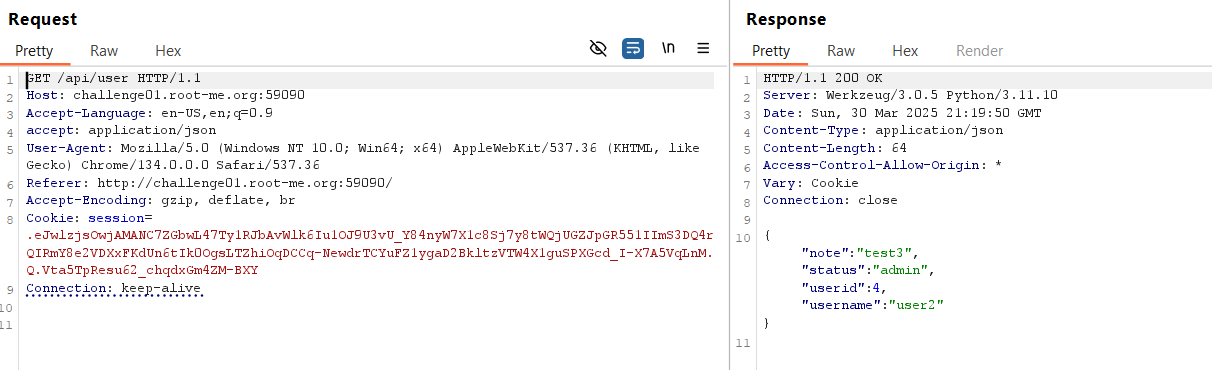 Request
Pretty Raw Hex
\n
1 GET /api/user HTTP/1.1
2 Host: challenge01.root-me.org:59090
3 Accept-Language: en-US,en;q=0.9
4 accept: application/json
5 User-Agent: Mozilla/5.0 (Windows NT 10.0; Win64; x64) AppleWebKit/537.36 (KHTML, like
Gecko) Chrome/134.0.0.0 Safari/537.36
6 Referer: http://challenge01.root-me.org:59090/
7 Accept-Encoding: gzip, deflate, br
8 Cookie: session=
.eJwlzjsOwjAMANC7ZGbwL47Ty1RJbAvWlk6Iu1OJ9U3vU_Y84nyW7X1c8Sj7y8tWQjUGZJpGR551IImS3DQ4r
QIRmY8e2VDXxFKdUn6tIk0OgsLTZhiOqDCCq-NewdrTCYuFZ1ygaD2BkltzVTW4X1guSPXGcd_I-X7A5VqLnM.
Q.Vta5TpResu62_chqdxGm4ZM-BXY
9 Connection: keep-alive
10
11
Response
Pretty Raw Hex Render
1 HTTP/1.1 200 OK
2 Server: Werkzeug/3.0.5 Python/3.11.10
3 Date: Sun, 30 Mar 2025 21:19:50 GMT
4 Content-Type: application/json
5 Content-Length: 64
6 Access-Control-Allow-Origin: *
7 Vary: Cookie
8 Connection: close
9
10 {
"note":"test3",
"status":"admin",
"userid":4,
"username":"user2"
}
11